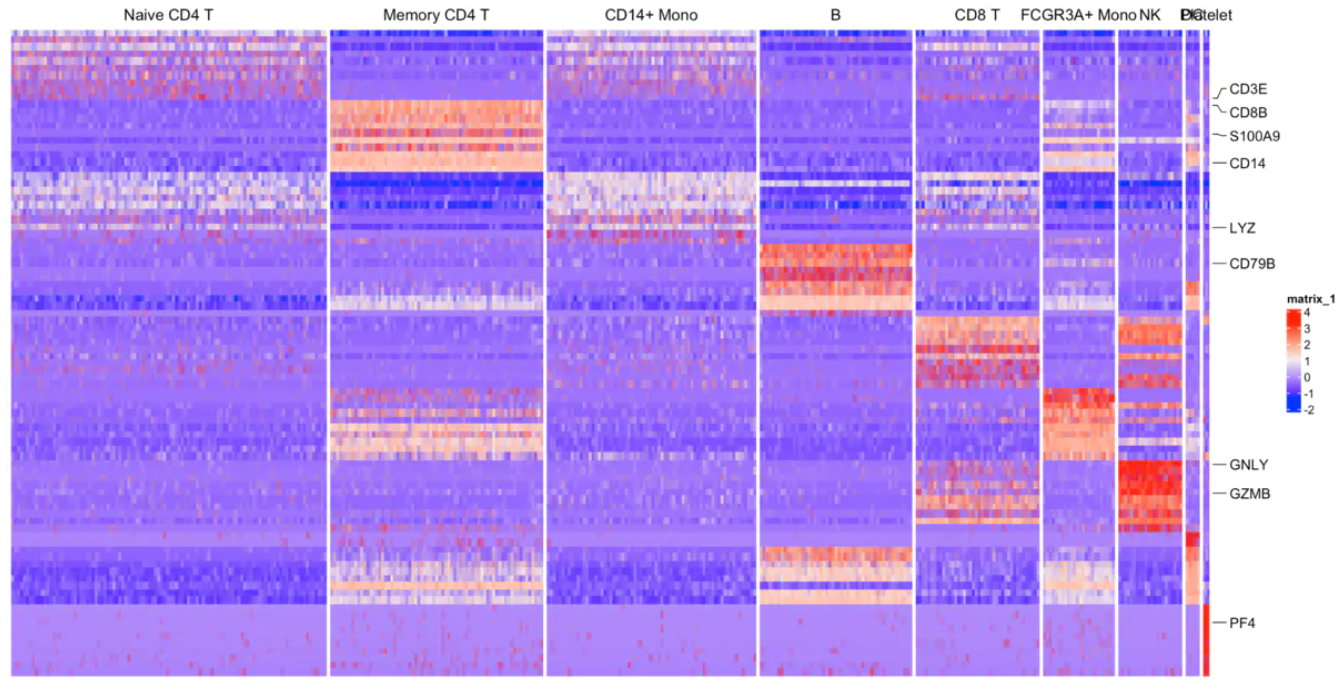 Naive CD4 T
Memory CD4 T
CD14+ Mono
B
CD8 T
FCGR3A+ Mono
NK
Platelet
CD3E
CD8B
S100A9
CD14
LYZ
CD79B
GNLY
GZMB
PF4
matrix_1
4
3
2
1
0
-1
-2